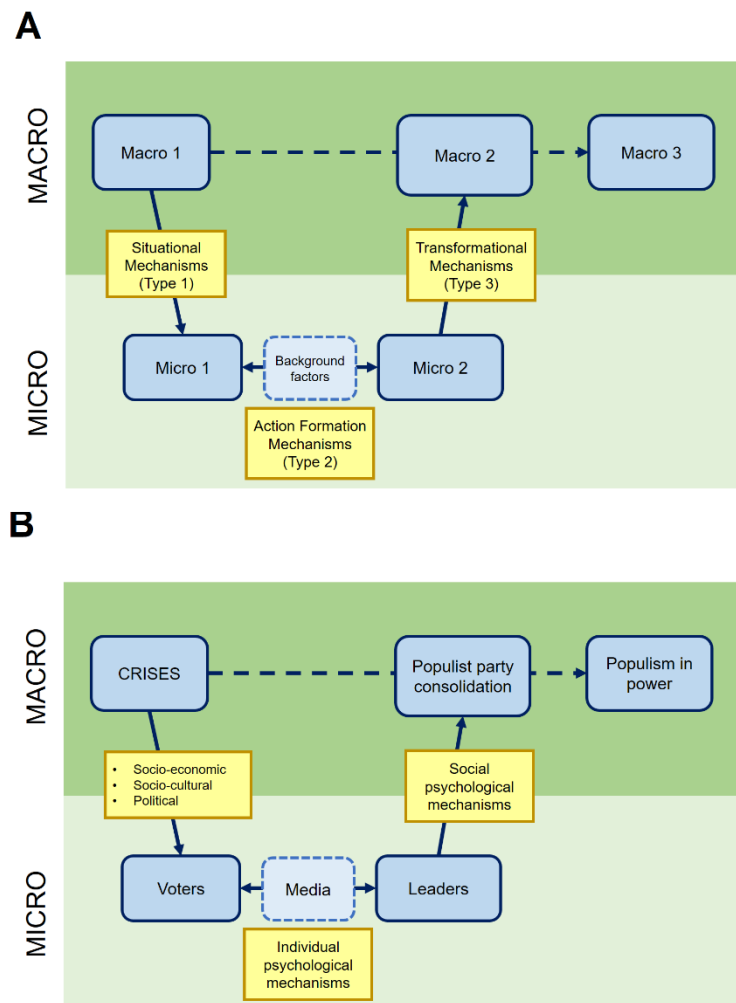 A
MACRO
Macro 1
Macro 2
Macro 3
Situational
Mechanisms
(Type 1)
Transformational
Mechanisms
(Type 3)
MICRO
Micro 1
Background
factors
Micro 2
Action Formation
Mechanisms
(Type 2)
B
MACRO
CRISES
Populist party
consolidation
Populism in
power
• Socio-economic
• Socio-cultural
• Political
Social
psychological
mechanisms
MICRO
Voters
Media
Leaders
Individual
psychological
mechanisms